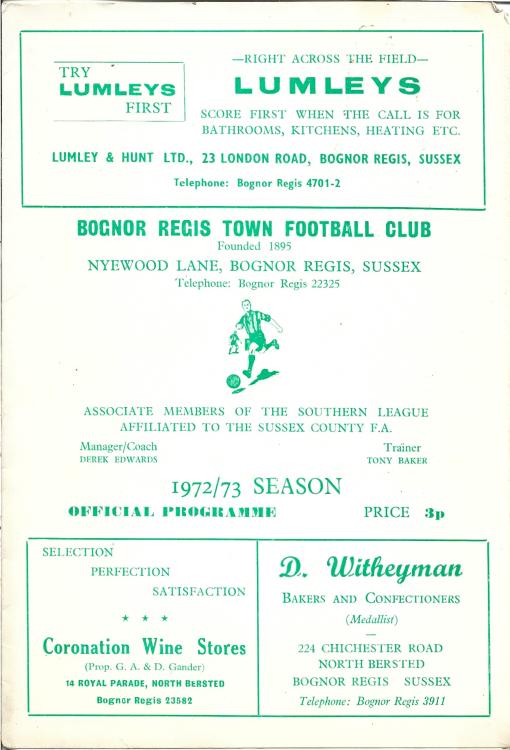 TRY
LUMLEYS
FIRST
—RIGHT ACROSS THE FIELD—
LUMLEYS
SCORE FIRST WHEN THE CALL IS FOR
BATHROOMS, KITCHENS, HEATING ETC.
LUMLEY & HUNT LTD., 23 LONDON ROAD, BOGNOR REGIS, SUSSEX
Telephone: Bognor Regis 4701-2
BOGNOR REGIS TOWN FOOTBALL CLUB
Founded 1895
NYEWOOD LANE, BOGNOR REGIS, SUSSEX
Telephone: Bognor Regis 22325
ASSOCIATE MEMBERS OF THE SOUTHERN LEAGUE
AFFILIATED TO THE SUSSEX COUNTY F.A.
Manager/Coach
DEREK EDWARDS
Trainer
TONY BAKER
1972/73 SEASON
OFFICIAL PROGRAMME PRICE 3p
SELECTION
PERFECTION
SATISFACTION
★ ★ ★
Coronation Wine Stores
(Prop. G. A. & D. Gander)
14 ROYAL PARADE, NORTH BERSTED
Bognor Regis 23582
D. Witheyman
BAKERS AND CONFECTIONERS
(Medallist)
—
224 CHICHESTER ROAD
NORTH BERSTED
BOGNOR REGIS SUSSEX
Telephone: Bognor Regis 3911